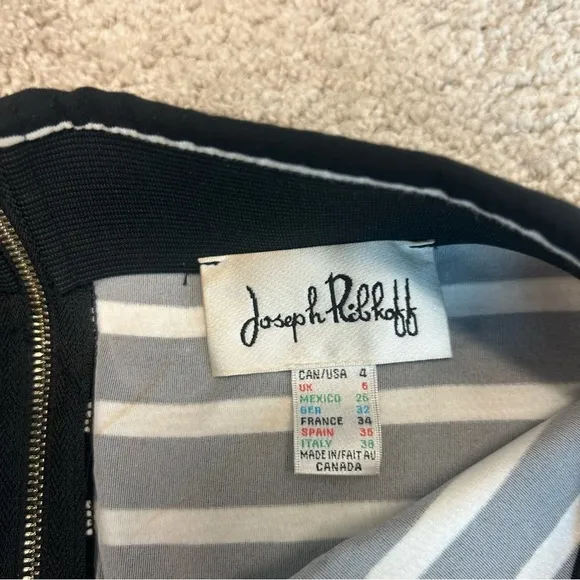 Joseph Ribkoff
CAN/USA 4
UK 6
MEXICO 26
GER 32
FRANCE 34
SPAIN 36
ITALY 38
MADE IN/FAIT AU
CANADA